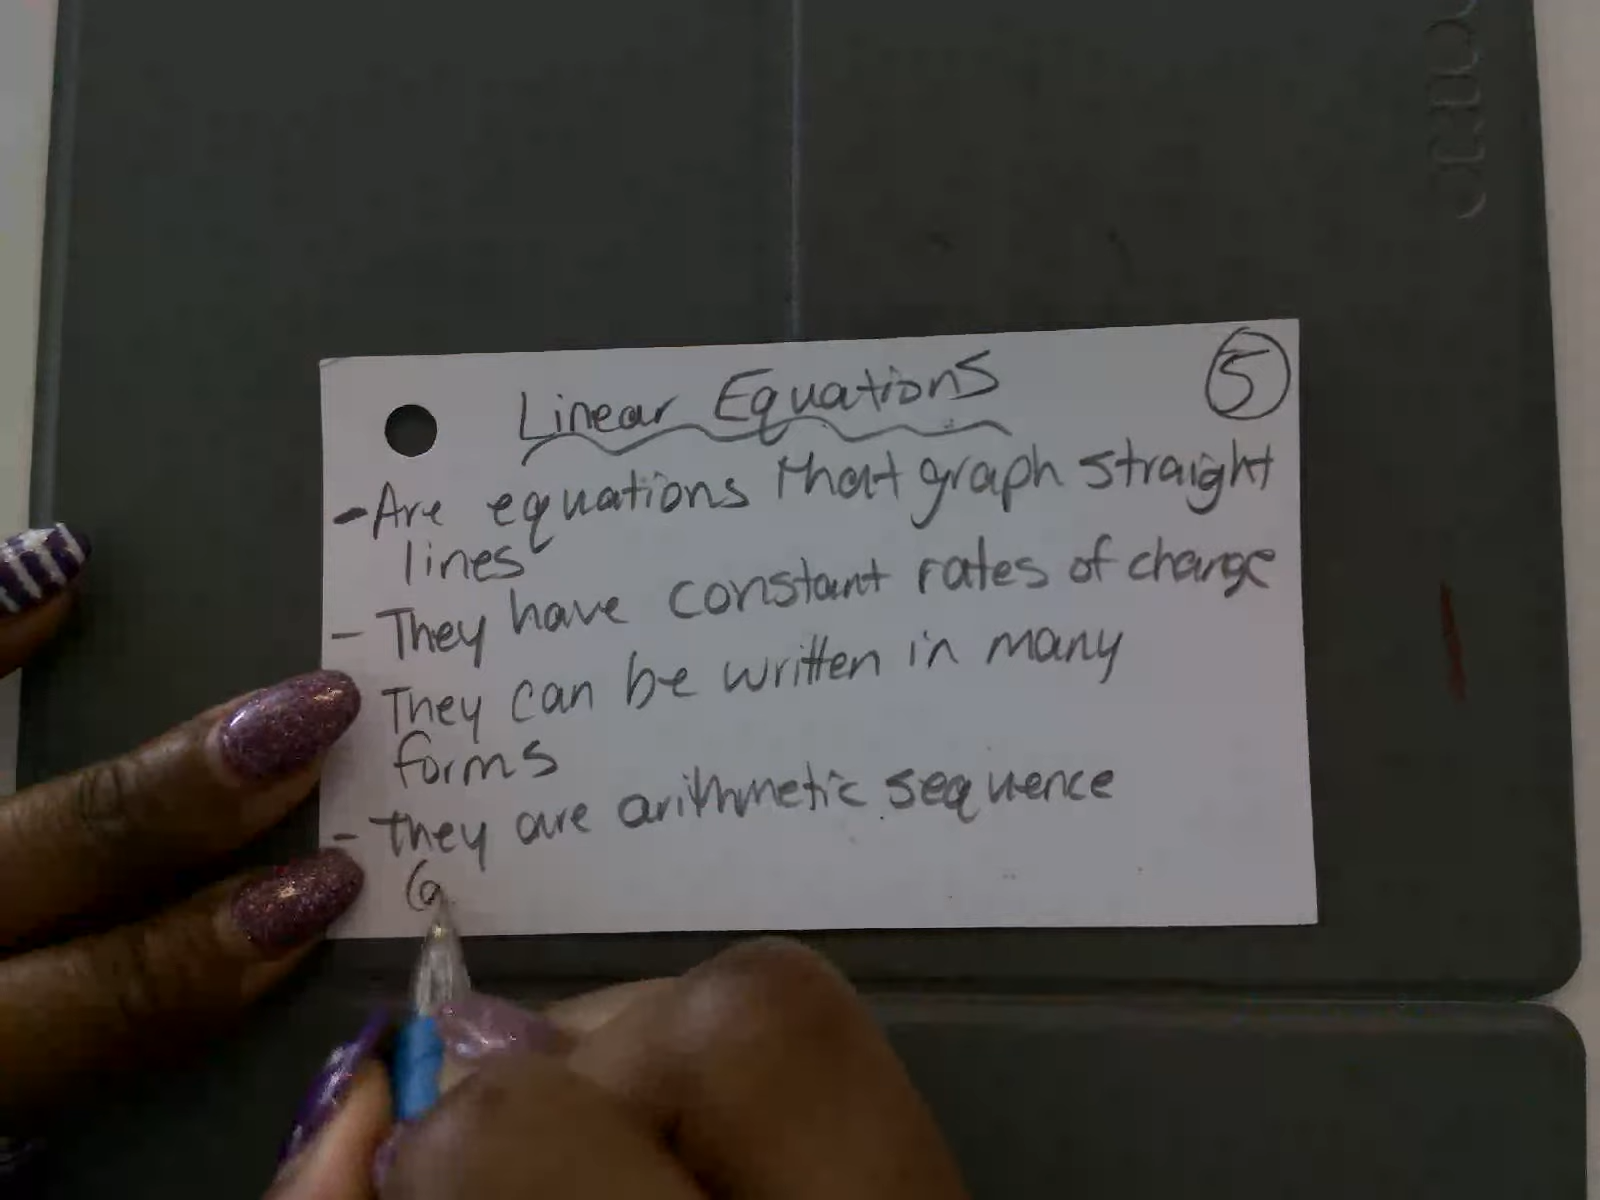 Linear Equations
5
- Are equations that graph straight
lines
- They have constant rates of change
They can be written in many
forms
- they are arithmetic sequence
(a